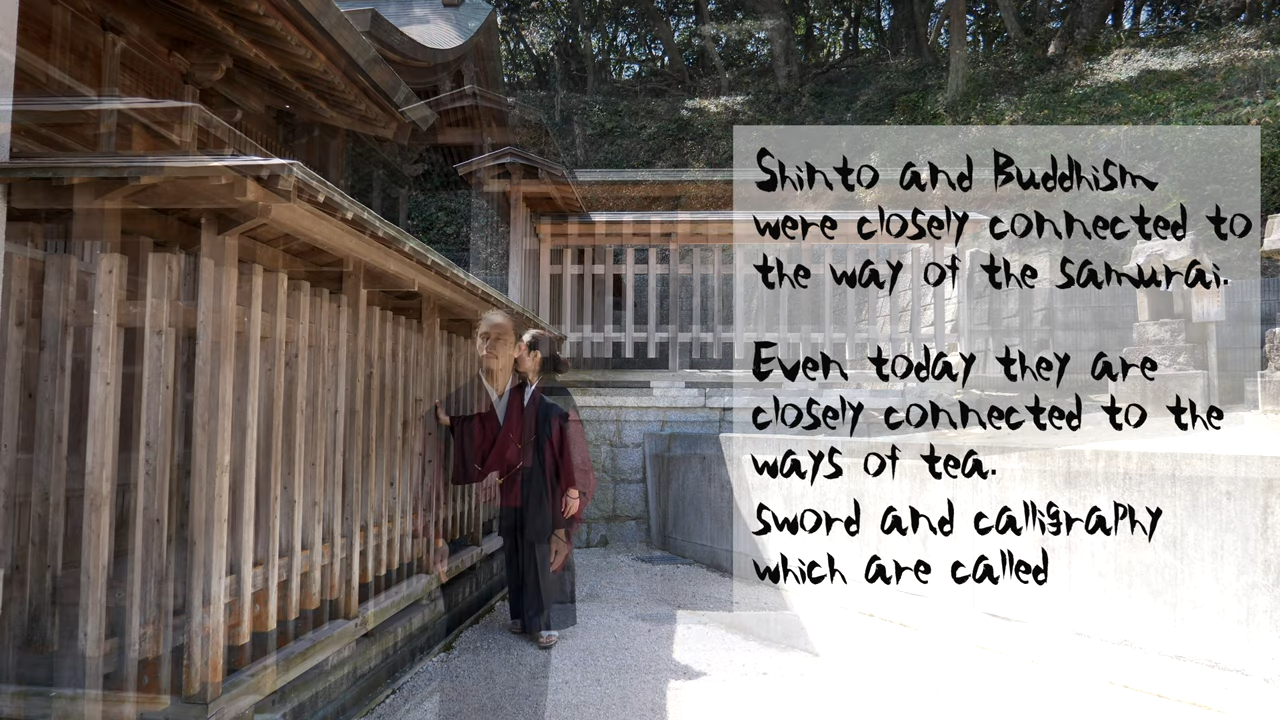 Shinto and Buddhism
were closely connected to
the way of the samurai.
Even today they are
closely connected to the
ways of tea.
sword and calligraphy
which are called